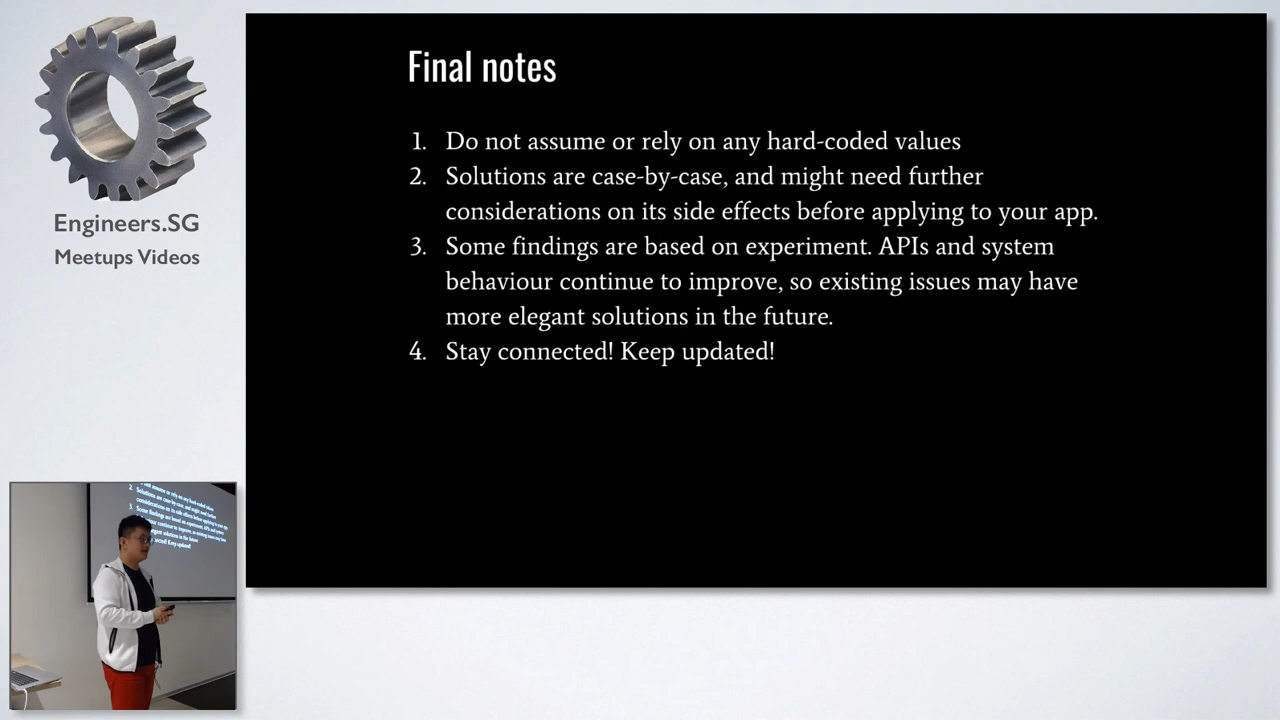 Engineers.SG
Meetups Videos
Final notes
1. Do not assume or rely on any hard-coded values
2. Solutions are case-by-case, and might need further
considerations on its side effects before applying to your app.
3. Some findings are based on experiment. APIs and system
behaviour continue to improve, so existing issues may have
more elegant solutions in the future.
4. Stay connected! Keep updated!